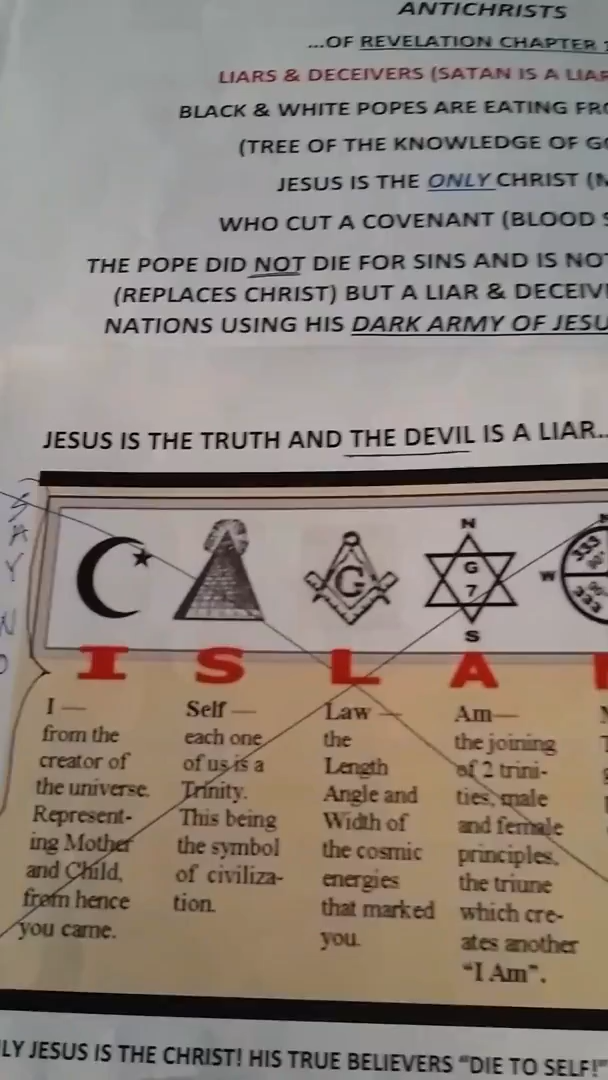 ANTICHRISTS
...OF REVELATION CHAPTER
LIARS & DECEIVERS (SATAN IS A LIAR
BLACK & WHITE POPES ARE EATING
(TREE OF THE KNOWLEDGE OF
JESUS IS THE ONLY CHRIST
WHO CUT A COVENANT (BLOOD
THE POPE DID NOT DIE FOR SINS AND IS
(REPLACES CHRIST) BUT A LIAR &
NATIONS USING HIS DARK ARMY OF
JESUS IS THE TRUTH AND THE DEVIL IS A LIAR..
SAY NO
N
G
G
7
W
333
333
S
I S L A
I —
from the
creator of
the universe.
Represent-
ing Mother
and Child,
from hence
you came.
Self —
each one
of us is a
Trinity.
This being
the symbol
of civiliza-
tion.
Law —
the
Length
Angle and
Width of
the cosmic
energies
that marked
you.
Am—
the joining
of 2 trini-
ties, male
and female
principles,
the triune
which cre-
ates another
"I Am".
JESUS IS THE CHRIST! HIS TRUE BELIEVERS "DIE TO SELF!"